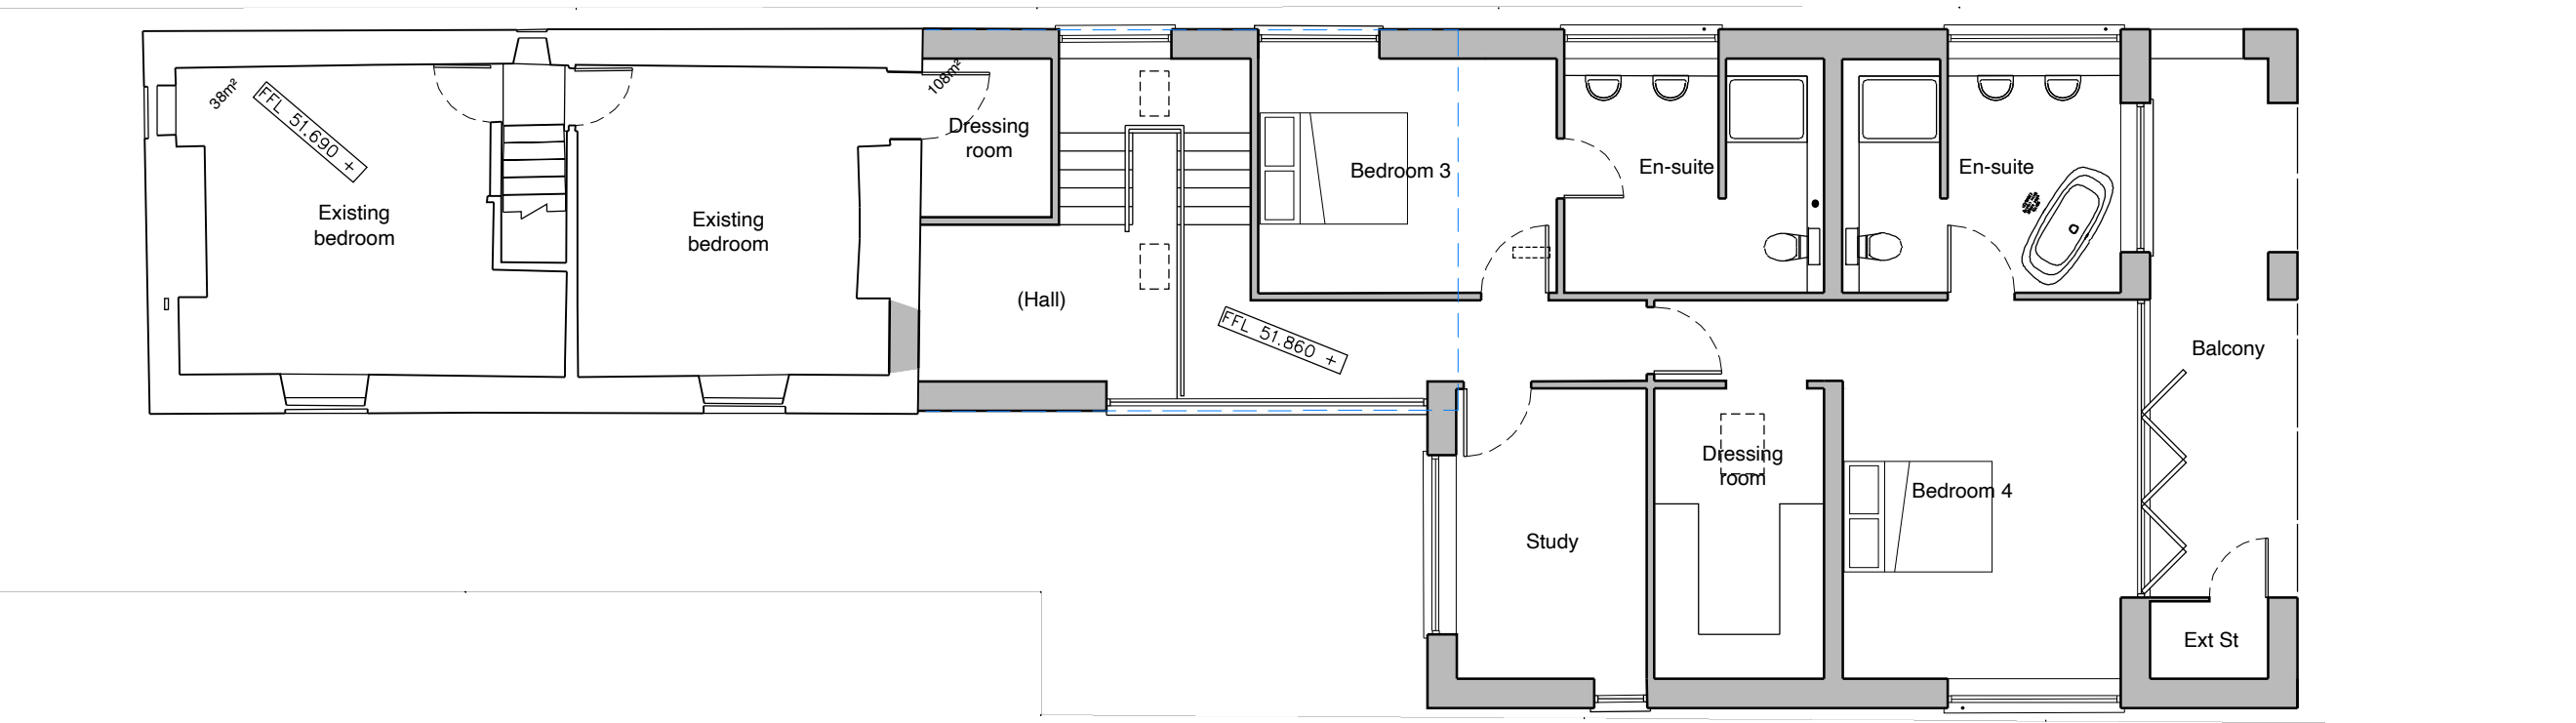 38m²
FFL 51.690 +
Existing
bedroom
Existing
bedroom
108m²
Dressing
room
(Hall)
FFL 51.860 +
Bedroom 3
En-suite
En-suite
Balcony
Study
Dressing
room
Bedroom 4
Ext St